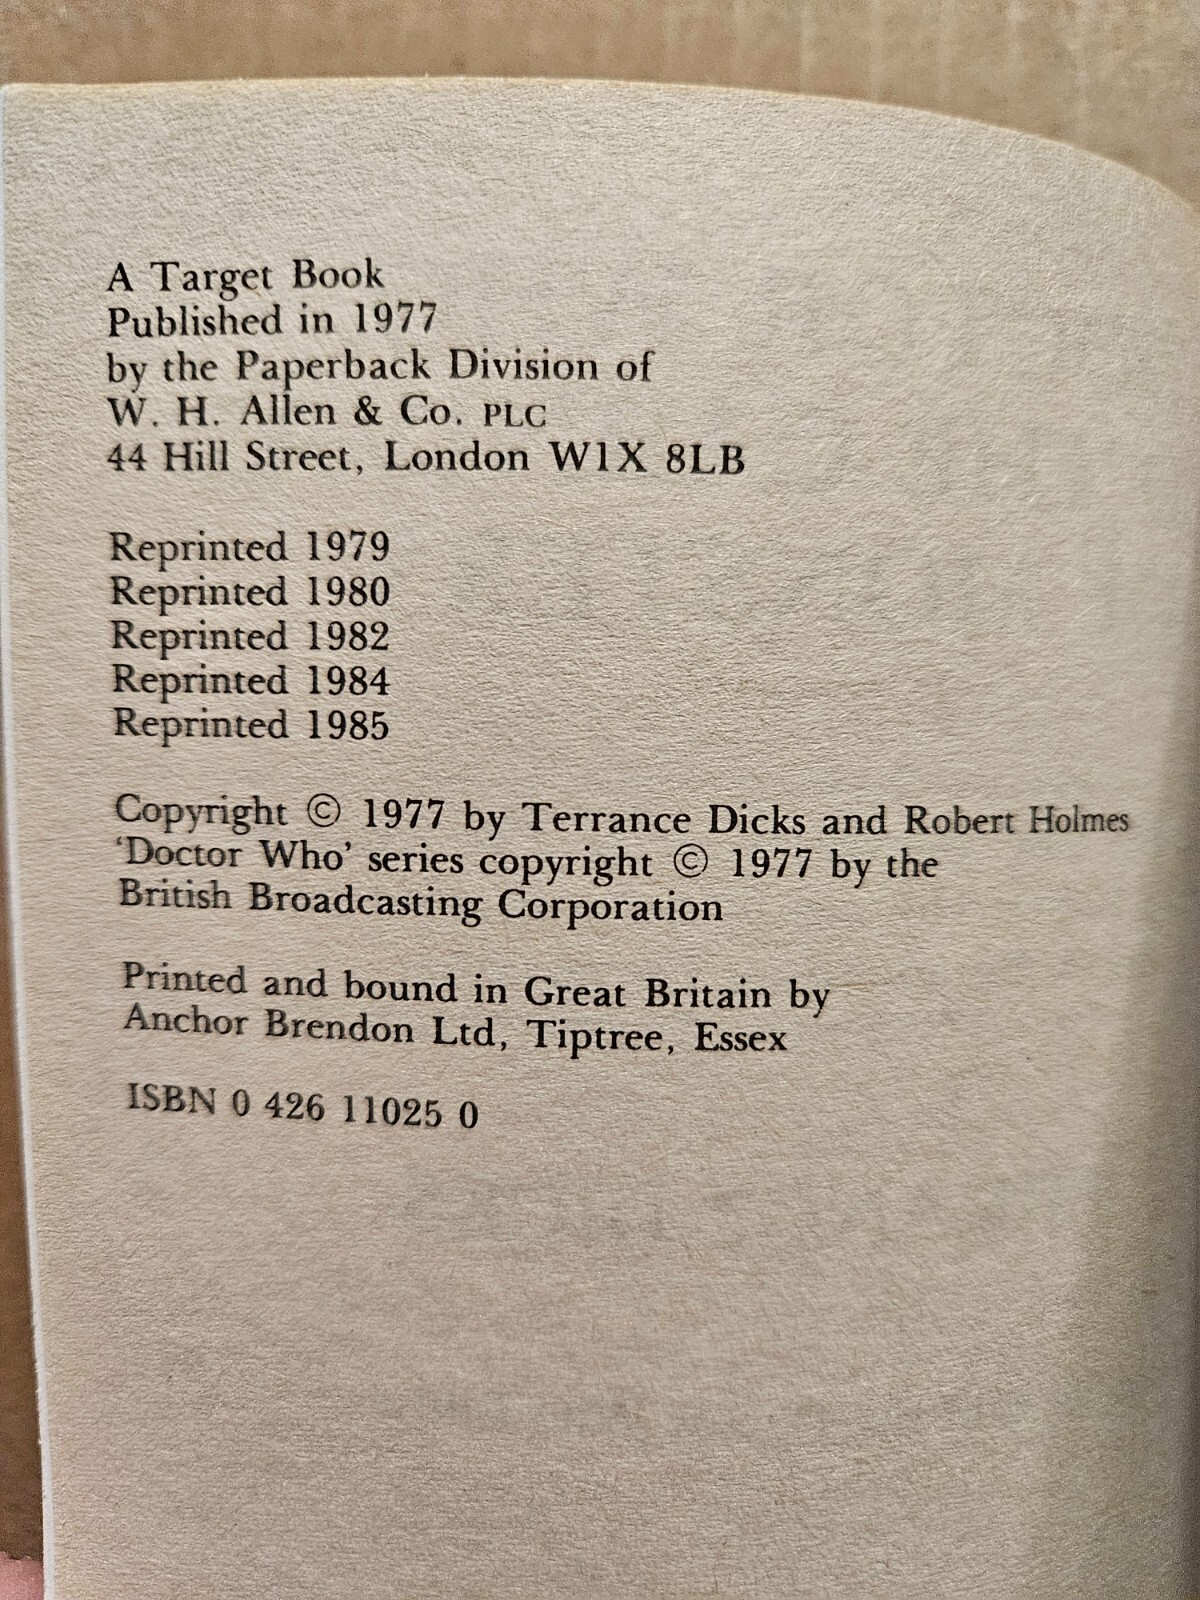 A Target Book
Published in 1977
by the Paperback Division of
W. H. Allen & Co. PLC
44 Hill Street, London W1X 8LB
Reprinted 1979
Reprinted 1980
Reprinted 1982
Reprinted 1984
Reprinted 1985
Copyright © 1977 by Terrance Dicks and Robert Holmes
‘Doctor Who’ series copyright © 1977 by the
British Broadcasting Corporation
Printed and bound in Great Britain by
Anchor Brendon Ltd, Tiptree, Essex
ISBN 0 426 11025 0